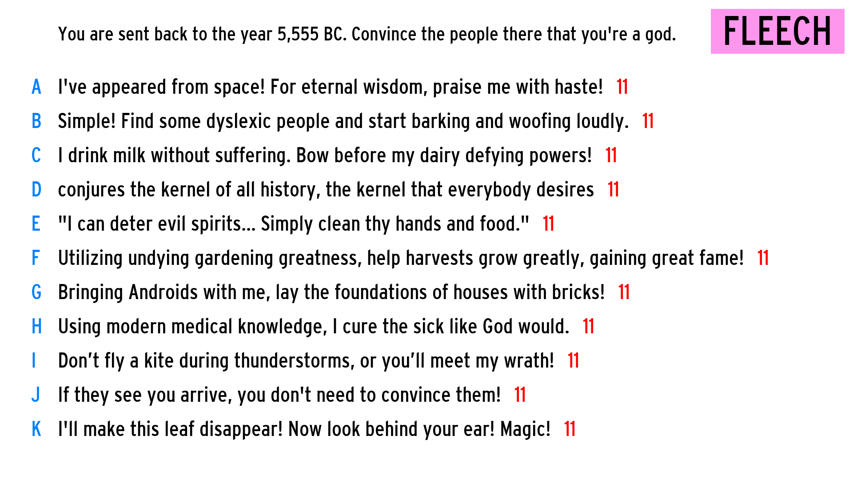 You are sent back to the year 5,555 BC. Convince the people there that you're a god.
FLEECH
A I've appeared from space! For eternal wisdom, praise me with haste! 11
B Simple! Find some dyslexic people and start barking and woofing loudly. 11
C I drink milk without suffering. Bow before my dairy defying powers! 11
D conjures the kernel of all history, the kernel that everybody desires 11
E "I can deter evil spirits... Simply clean thy hands and food." 11
F Utilizing undying gardening greatness, help harvests grow greatly, gaining great fame! 11
G Bringing Androids with me, lay the foundations of houses with bricks! 11
H Using modern medical knowledge, I cure the sick like God would. 11
I Don’t fly a kite during thunderstorms, or you’ll meet my wrath! 11
J If they see you arrive, you don't need to convince them! 11
K I'll make this leaf disappear! Now look behind your ear! Magic! 11